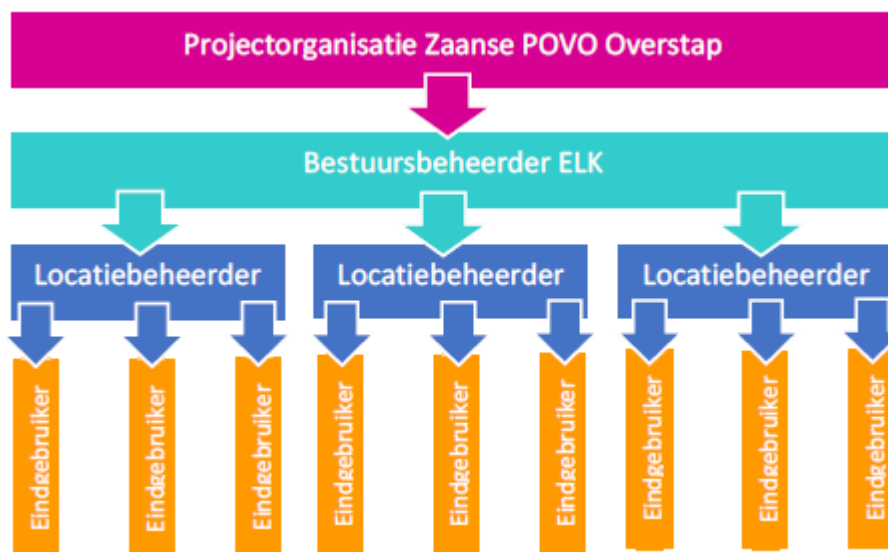 Projectorganisatie Zaanse POVO Overstap
Bestuursbeheerder ELK
Locatiebeheerder
Locatiebeheerder
Locatiebeheerder
Eindgebruiker
Eindgebruiker
Eindgebruiker
Eindgebruiker
Eindgebruiker
Eindgebruiker
Eindgebruiker
Eindgebruiker
Eindgebruiker